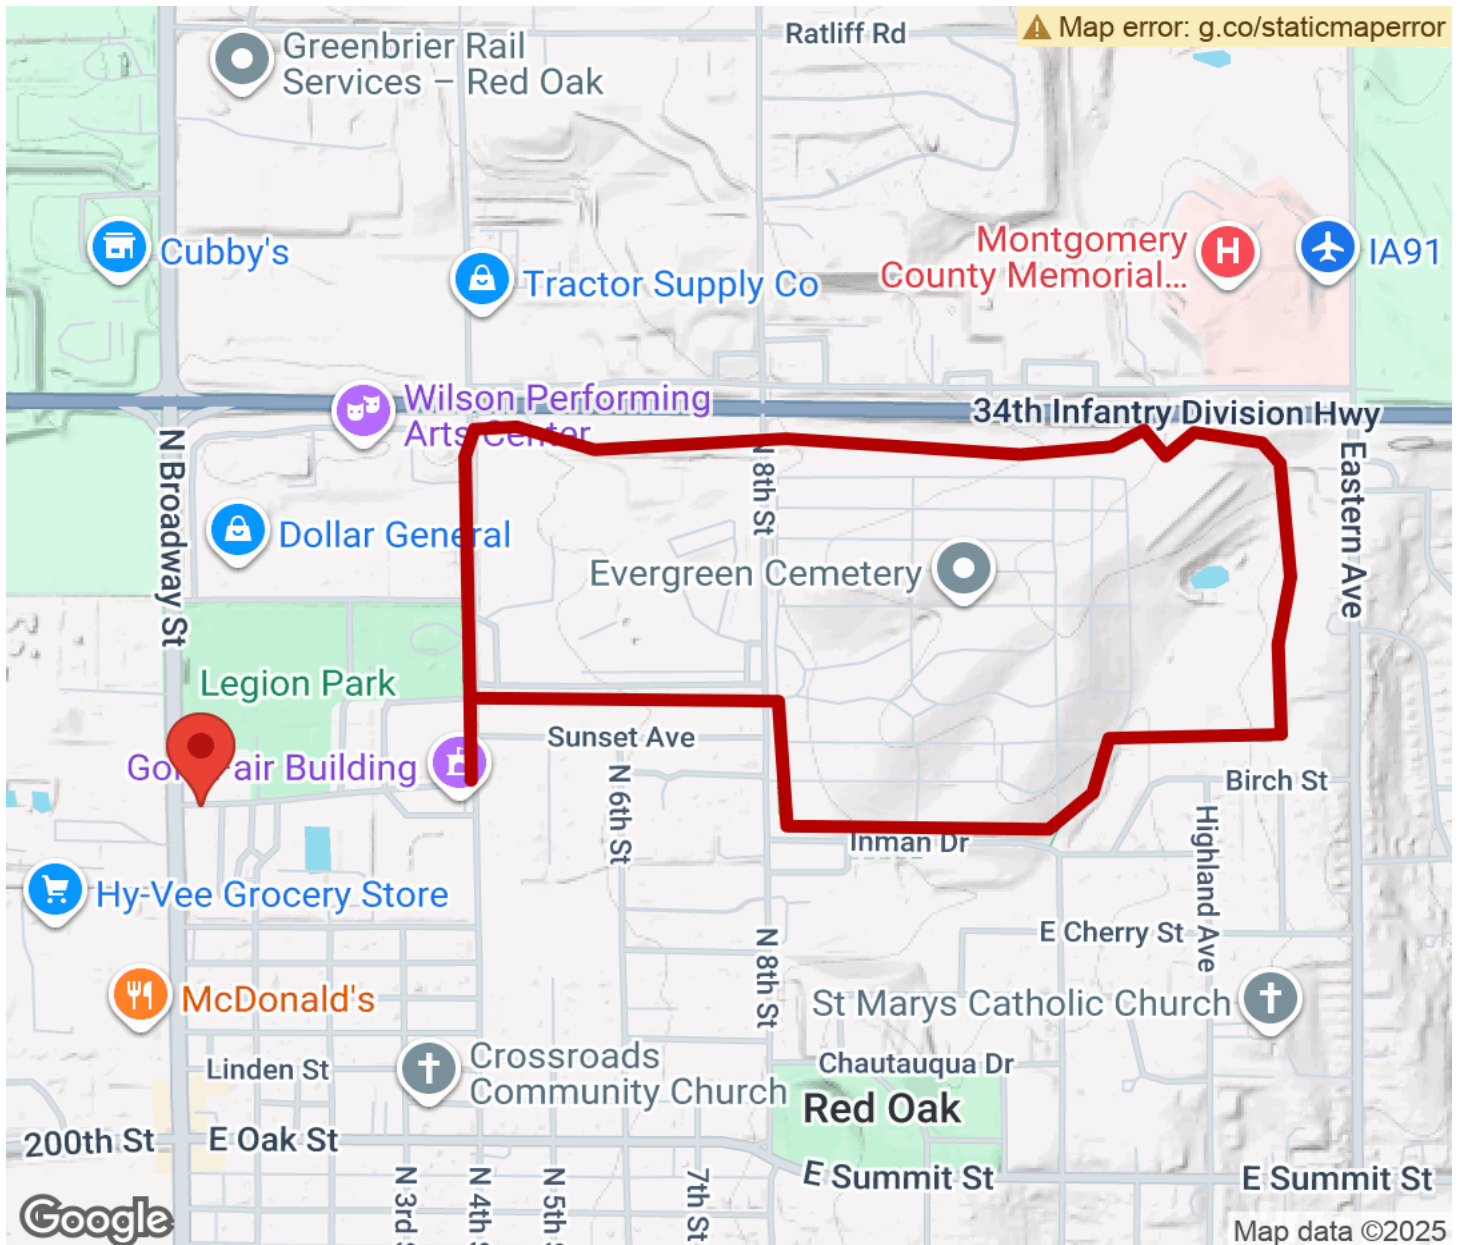 Ratliff Rd
Map error: g.co/staticmaperror
Greenbrier Rail
Services – Red Oak
Montgomery
County Memorial...
H
IA91
Cubby's
Tractor Supply Co
Wilson Performing
Arts Center
34th Infantry Division Hwy
N Broadway St
N 8th St
Eastern Ave
Dollar General
Evergreen Cemetery
Legion Park
Sunset Ave
Building
N 6th St
Birch St
Highland Ave
Inman Dr
Hy-Vee Grocery Store
E Cherry St
N 8th St
McDonald's
St Marys Catholic Church
Linden St
Crossroads
Community Church
Chautauqua Dr
Red Oak
200th St
E Oak St
E Summit St
E Summit St
N 3rd
N 4th
N 5th
7th St
Google
Map data ©2025